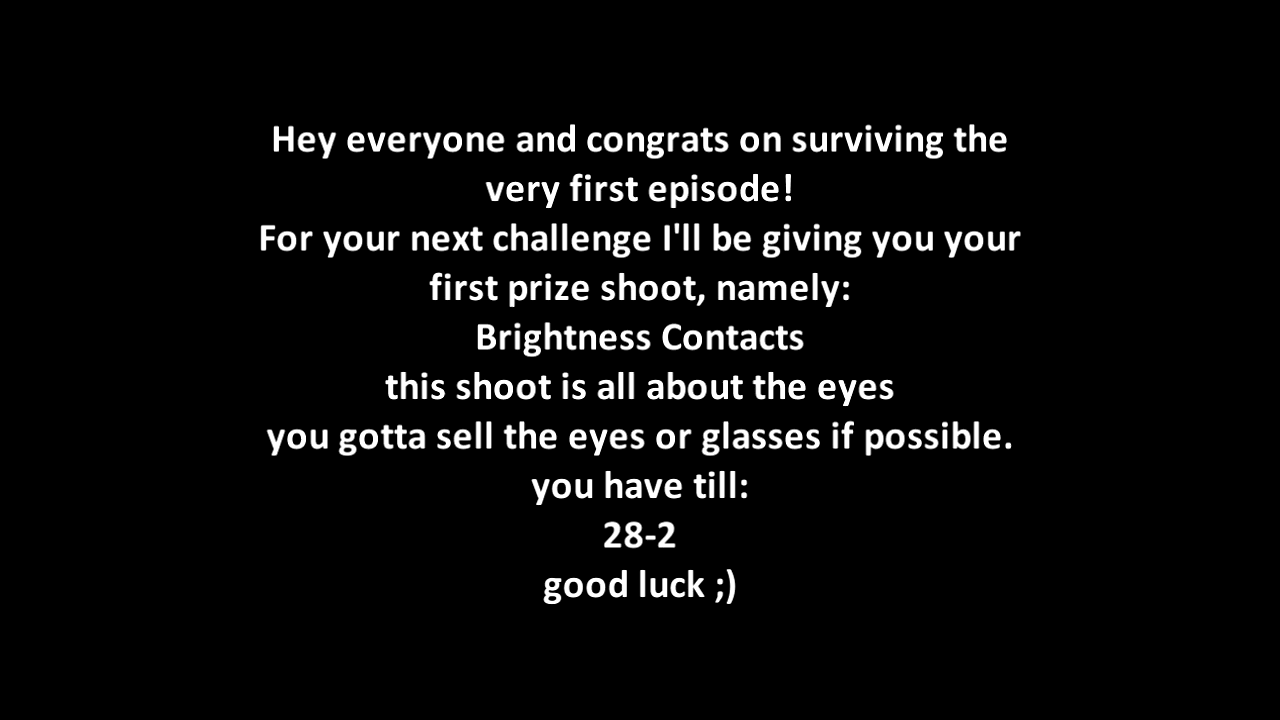 Hey everyone and congrats on surviving the
very first episode!
For your next challenge I'll be giving you your
first prize shoot, namely:
Brightness Contacts
this shoot is all about the eyes
you gotta sell the eyes or glasses if possible.
you have till:
28-2
good luck ;)